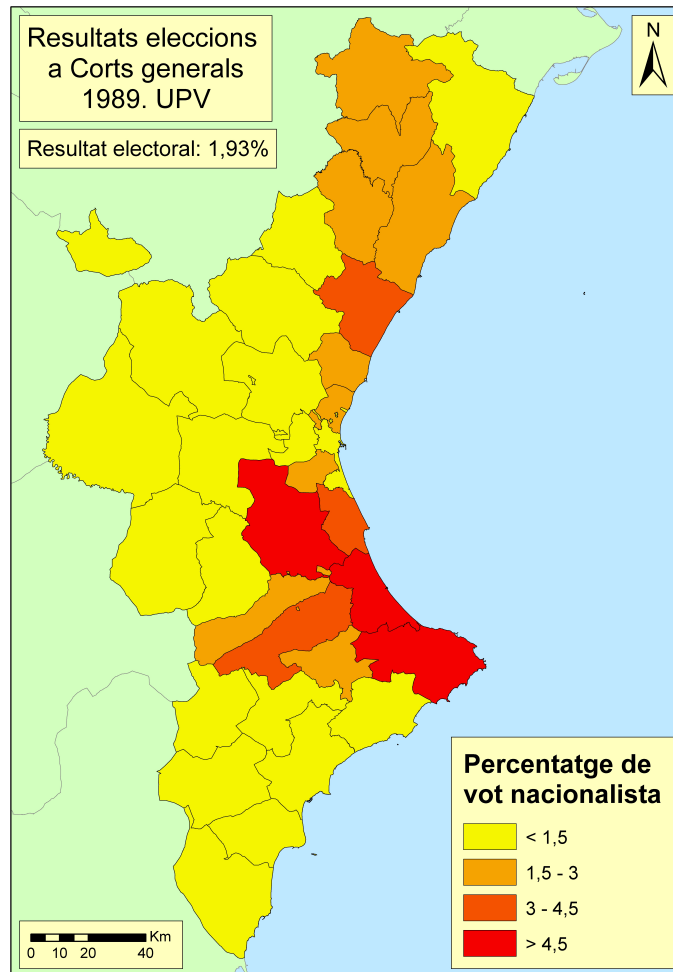 Resultats eleccions
a Corts generals
1989. UPV
Resultat electoral: 1,93%
N
Percentatge de
vot nacionalista
< 1,5
1,5 - 3
3 - 4,5
> 4,5
Km
0 10 20 40